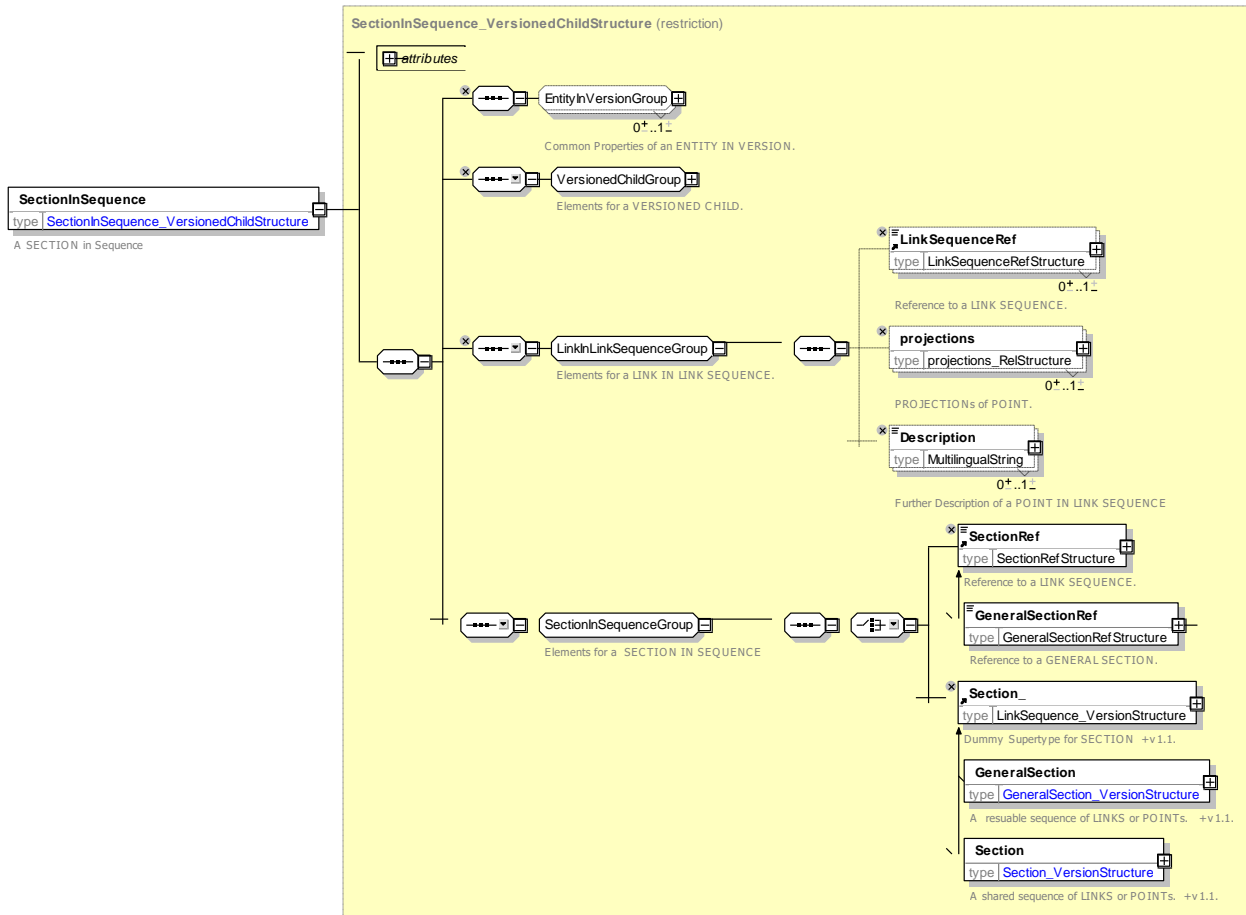 SectionInSequence_VersionedChildStructure (restriction)
attributes
EntityInVersionGroup
0..1
Common Properties of an ENTITY IN VERSION.
VersionedChildGroup
Elements for a VERSIONED CHILD.
SectionInSequence
type SectionInSequence_VersionedChildStructure
A SECTION in Sequence
LinkSequenceRef
type LinkSequenceRefStructure
0..1
Reference to a LINK SEQUENCE.
LinkInLinkSequenceGroup
Elements for a LINK IN LINK SEQUENCE.
projections
type projections_RelStructure
0..1
PROJECTIONs of POINT.
Description
type MultilingualString
0..1
Further Description of a POINT IN LINK SEQUENCE
SectionInSequenceGroup
Elements for a SECTION IN SEQUENCE
SectionRef
type SectionRefStructure
Reference to a LINK SEQUENCE.
GeneralSectionRef
type GeneralSectionRefStructure
Reference to a GENERAL SECTION.
Section_
type LinkSequence_VersionStructure
Dummy Supertype for SECTION +v1.1.
GeneralSection
type GeneralSection_VersionStructure
A resuable sequence of LINKS or POINTs. +v1.1.
Section
type Section_VersionStructure
A shared sequence of LINKS or POINTs. +v1.1.